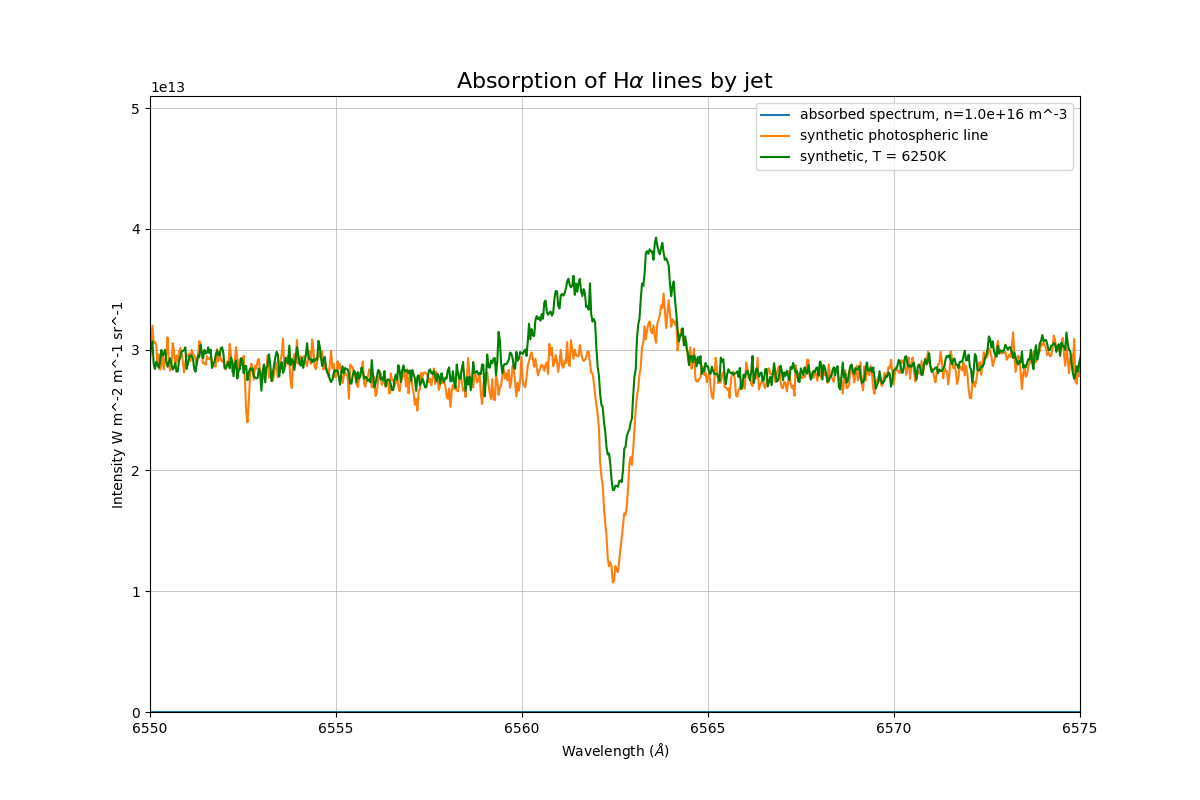 Absorption of Hα lines by jet
1e13
absorbed spectrum, n=1.0e+16 m^-3
synthetic photospheric line
synthetic, T = 6250K
5
4
3
2
1
0
Intensity W m^-2 m^-1 sr^-1
6550 6555 6560 6565 6570 6575
Wavelength (Å)